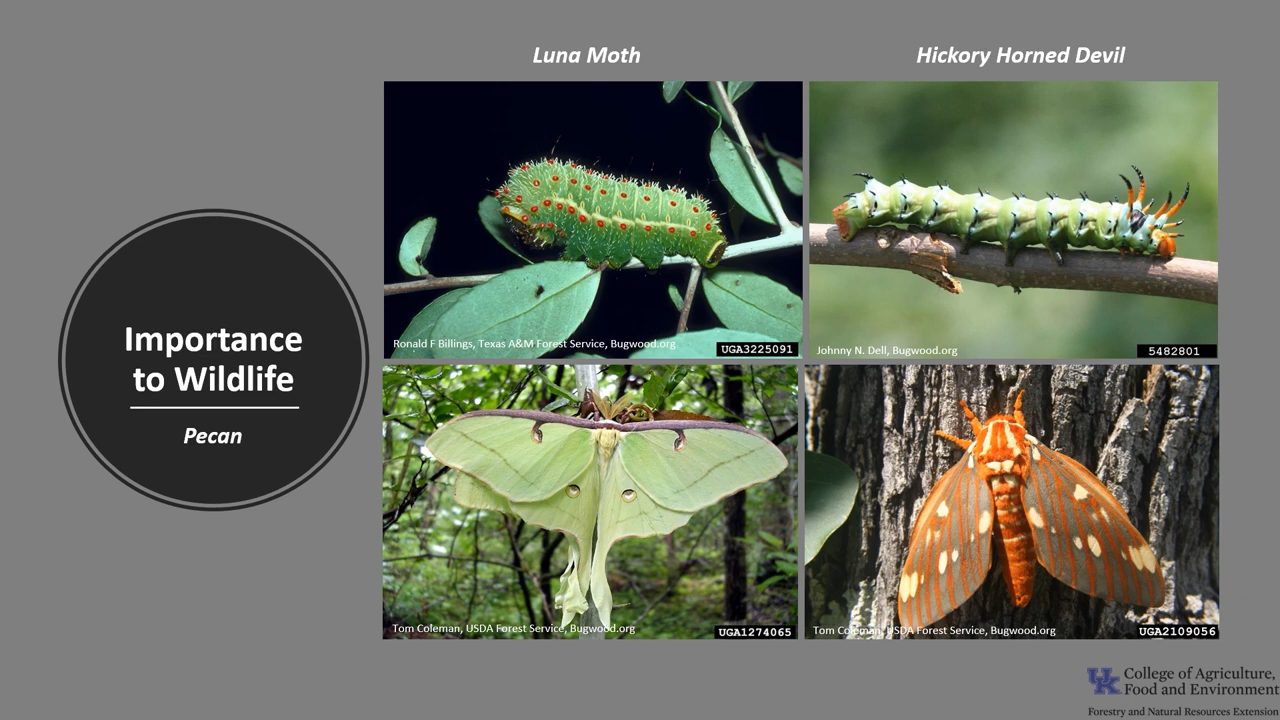 Luna Moth
Hickory Horned Devil
Importance
to Wildlife
Pecan
Ronald F Billings, Texas A&M Forest Service, Bugwood.org
UGA3225091
Johnny N. Dell, Bugwood.org
5482801
Tom Coleman, USDA Forest Service, Bugwood.org
UGA1274065
Tom Coleman, USDA Forest Service, Bugwood.org
UGA2109056
UK
College of Agriculture,
Food and Environment
Forestry and Natural Resources Extension